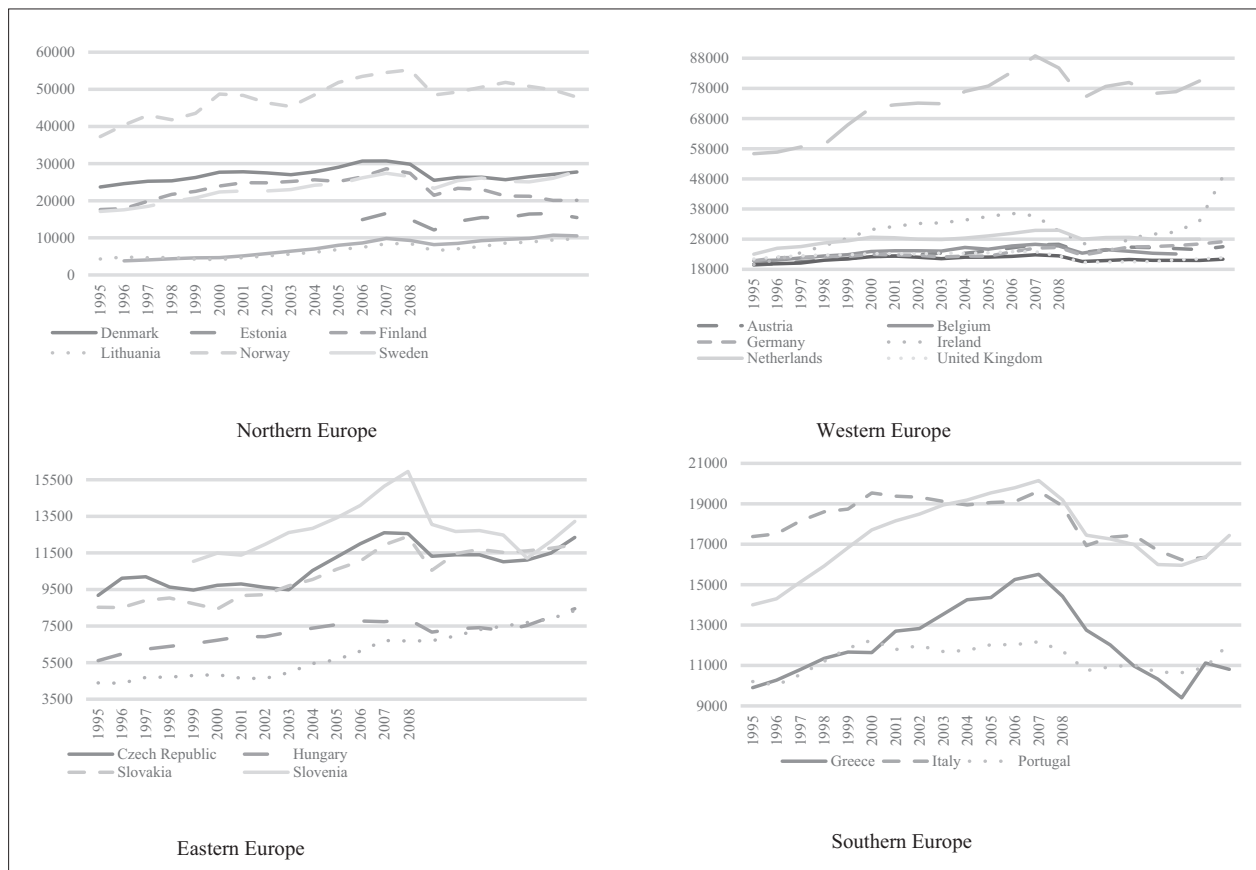 60000
50000
40000
30000
20000
10000
0
1995 1996 1997 1998 1999 2000 2001 2002 2003 2004 2005 2006 2007 2008
Denmark Estonia Finland
Lithuania Norway Sweden
Northern Europe
88000
78000
68000
58000
48000
38000
28000
18000
1995 1996 1997 1998 1999 2000 2001 2002 2003 2004 2005 2006 2007 2008
Austria Belgium
Germany Ireland
Netherlands United Kingdom
Western Europe
15500
13500
11500
9500
7500
5500
3500
1995 1996 1997 1998 1999 2000 2001 2002 2003 2004 2005 2006 2007 2008
Czech Republic Hungary
Slovakia Slovenia
Eastern Europe
21000
19000
17000
15000
13000
11000
9000
1995 1996 1997 1998 1999 2000 2001 2002 2003 2004 2005 2006 2007 2008
Greece Italy Portugal
Southern Europe